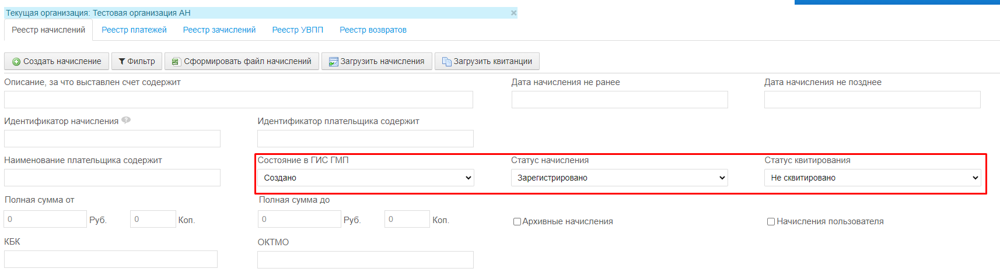 Текущая организация: Тестовая организация АН ×
Реестр начислений Реестр платежей Реестр зачислений Реестр УВПП Реестр возвратов
Создать начисление Фильтр Сформировать файл начислений Загрузить начисления Загрузить квитанции
Описание, за что выставлен счет содержит Дата начисления не ранее Дата начисления не позднее
Идентификатор начисления ? Идентификатор плательщика содержит
Наименование плательщика содержит Состояние в ГИС ГМП Статус начисления Статус квитирования
Создано Зарегистрировано Не сквитировано
Полная сумма от Полная сумма до
0 Руб. 0 Коп. 0 Руб. 0 Коп. Архивные начисления Начисления пользователя
КБК ОКТМО